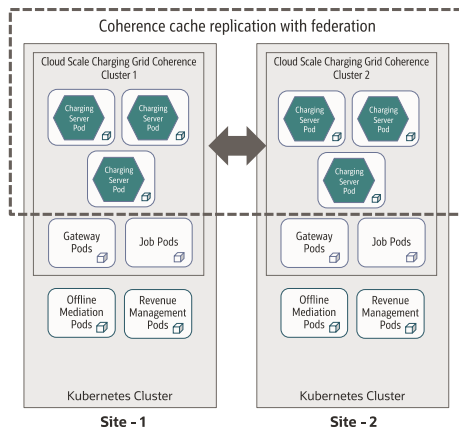 Coherence cache replication with federation
Cloud Scale Charging Grid Coherence
Cluster 1
Charging
Server
Pod
Charging
Server
Pod
Charging
Server
Pod
Gateway
Pods
Job Pods
Offline
Mediation
Pods
Revenue
Management
Pods
Kubernetes Cluster
Site - 1
Cloud Scale Charging Grid Coherence
Cluster 2
Charging
Server
Pod
Charging
Server
Pod
Charging
Server
Pod
Gateway
Pods
Job Pods
Offline
Mediation
Pods
Revenue
Management
Pods
Kubernetes Cluster
Site - 2